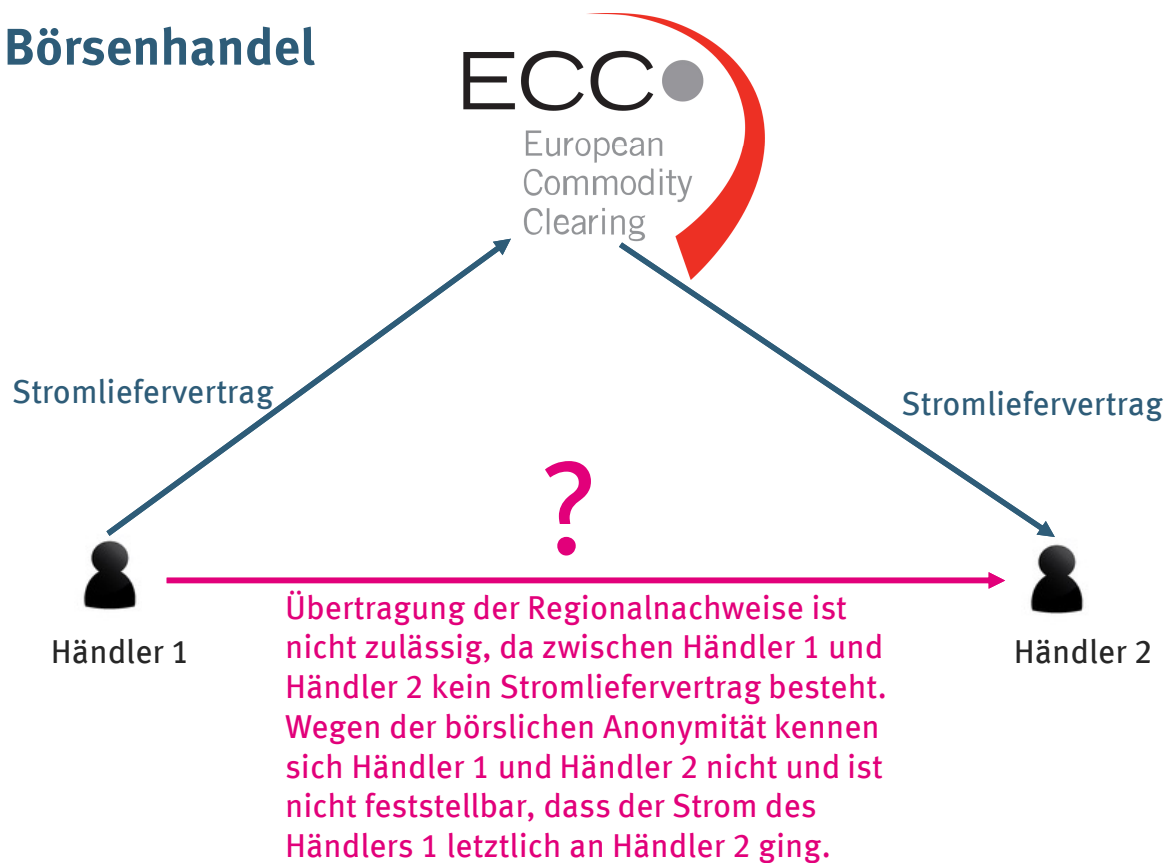 Börsenhandel
ECC
European
Commodity
Clearing
Stromliefervertrag
Stromliefervertrag
?
Händler 1
Händler 2
Übertragung der Regionalnachweise ist
nicht zulässig, da zwischen Händler 1 und
Händler 2 kein Stromliefervertrag besteht.
Wegen der börslichen Anonymität kennen
sich Händler 1 und Händler 2 nicht und ist
nicht feststellbar, dass der Strom des
Händlers 1 letztlich an Händler 2 ging.